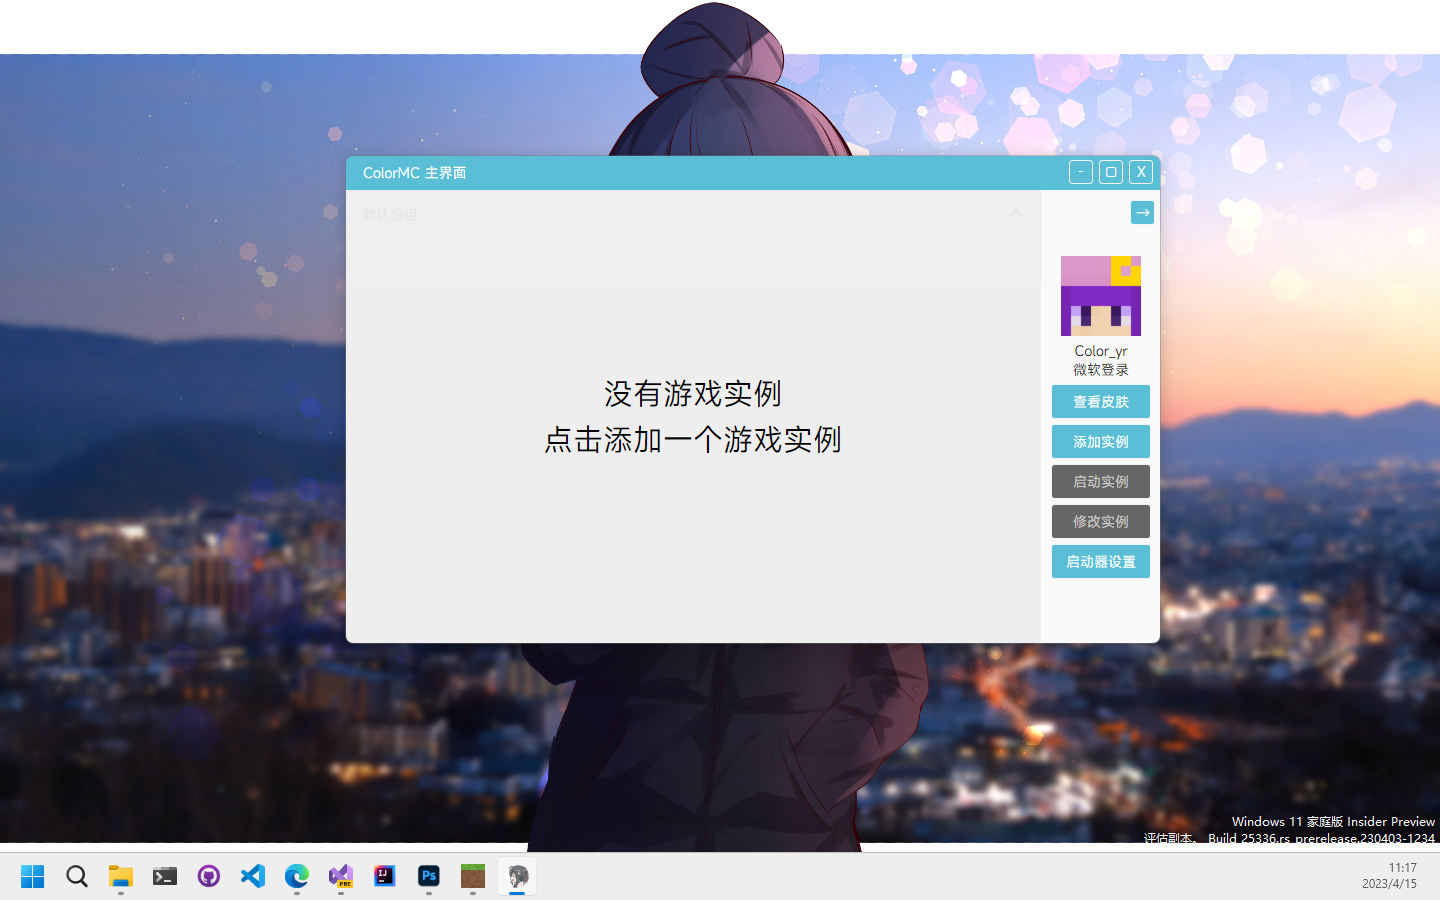 ColorMC 主界面
- X
默认分组
→
没有游戏实例
点击添加一个游戏实例
Color_yr
微软登录
查看皮肤
添加实例
启动实例
修改实例
启动器设置
Windows 11 家庭版 Insider Preview
评估副本。 Build 25336.rs_prerelease.230403-1234
PRE
IJ
Ps
11:17
2023/4/15